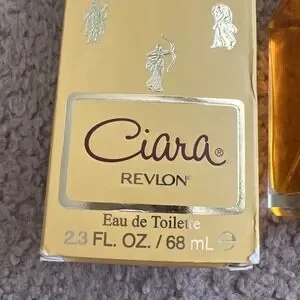 Ciara®
REVLON®
Eau de Toilette
2.3 FL. OZ. / 68 mL ℮